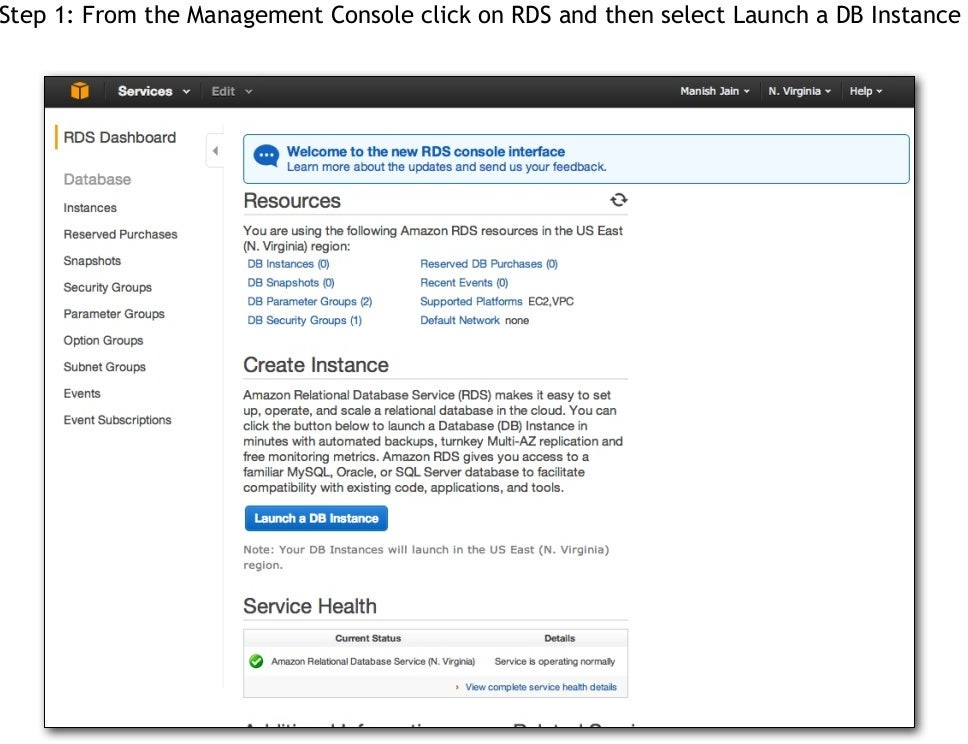 Step 1: From the Management Console click on RDS and then select Launch a DB Instance
Services Edit Manish Jain N. Virginia Help
RDS Dashboard
Database
Instances
Reserved Purchases
Snapshots
Security Groups
Parameter Groups
Option Groups
Subnet Groups
Events
Event Subscriptions
Welcome to the new RDS console interface
Learn more about the updates and send us your feedback.
Resources
You are using the following Amazon RDS resources in the US East
(N. Virginia) region:
DB Instances (0) Reserved DB Purchases (0)
DB Snapshots (0) Recent Events (0)
DB Parameter Groups (2) Supported Platforms EC2,VPC
DB Security Groups (1) Default Network none
Create Instance
Amazon Relational Database Service (RDS) makes it easy to set
up, operate, and scale a relational database in the cloud. You can
click the button below to launch a Database (DB) Instance in
minutes with automated backups, turnkey Multi-AZ replication and
free monitoring metrics. Amazon RDS gives you access to a
familiar MySQL, Oracle, or SQL Server database to facilitate
compatibility with existing code, applications, and tools.
Launch a DB Instance
Note: Your DB Instances will launch in the US East (N. Virginia)
region.
Service Health
Current Status Details
Amazon Relational Database Service (N. Virginia) Service is operating normally
› View complete service health details